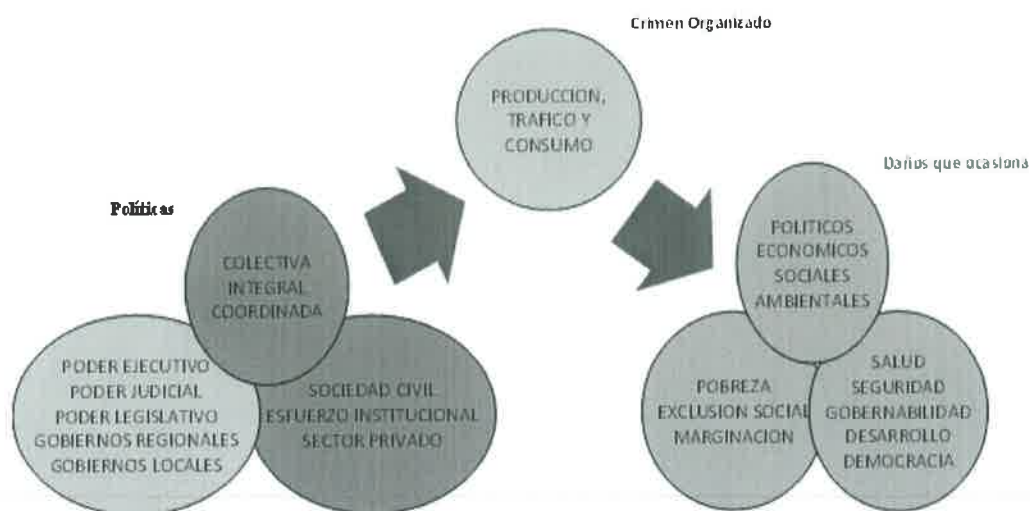 Crimen Organizado
PRODUCCION,
TRAFICO Y
CONSUMO
Políticas
COLECTIVA
INTEGRAL
COORDINADA
PODER EJECUTIVO
PODER JUDICIAL
PODER LEGISLATIVO
GOBIERNOS REGIONALES
GOBIERNOS LOCALES
SOCIEDAD CIVIL
ESFUERZO INSTITUCIONAL
SECTOR PRIVADO
Daños que ocasiona
POLITICOS
ECONOMICOS
SOCIALES
AMBIENTALES
POBREZA
EXCLUSION SOCIAL
MARGINACION
SALUD
SEGURIDAD
GOBERNABILIDAD
DESARROLLO
DEMOCRACIA